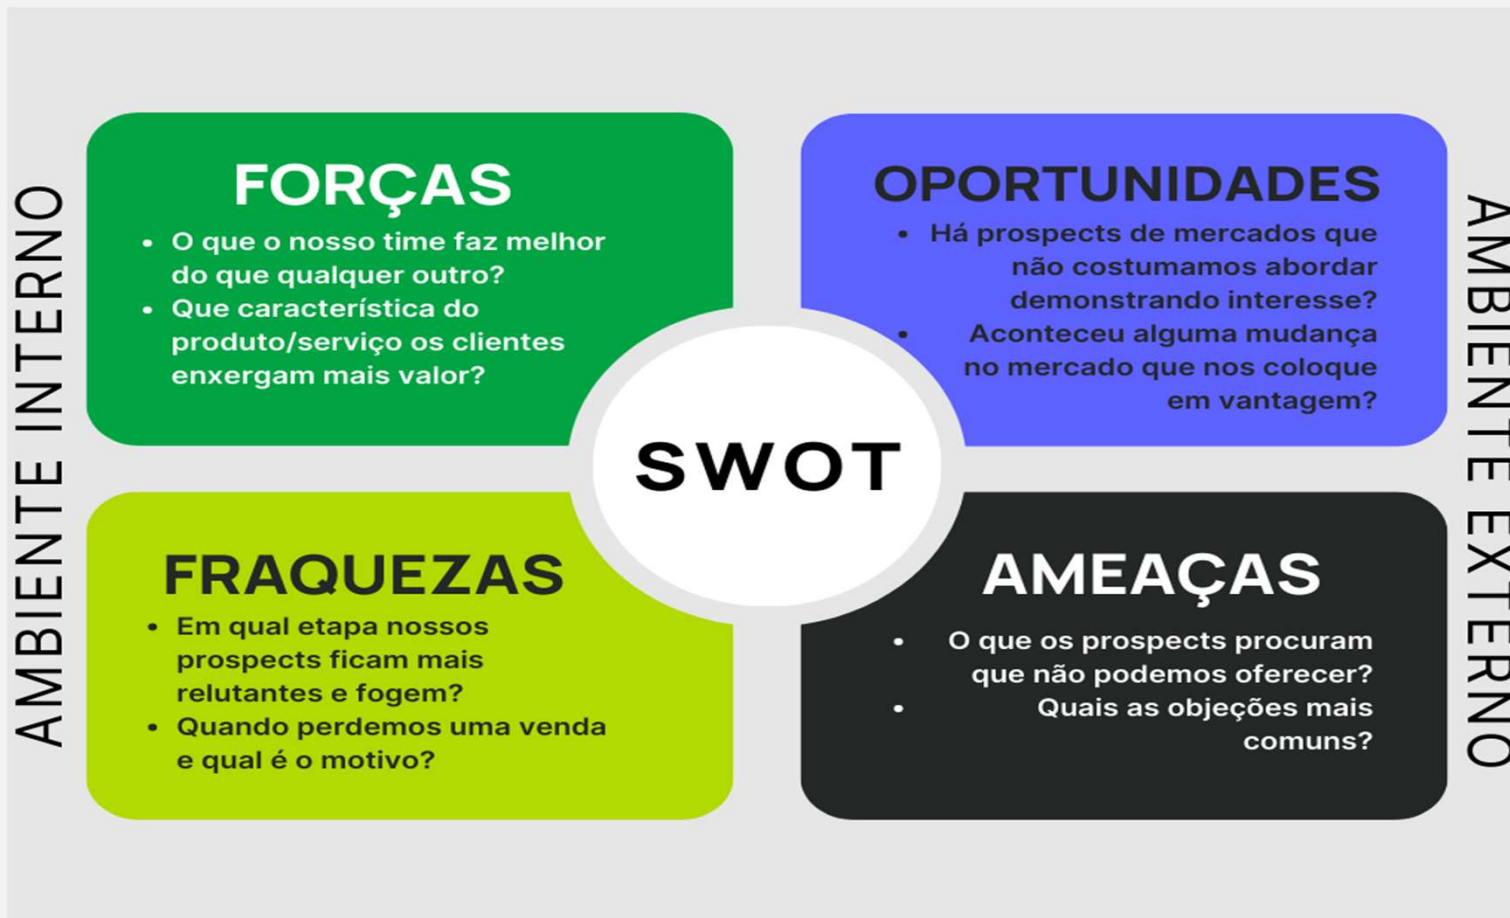 AMBIENTE INTERNO
FORÇAS
• O que o nosso time faz melhor
do que qualquer outro?
• Que característica do
produto/serviço os clientes
enxergam mais valor?
OPORTUNIDADES
• Há prospects de mercados que
não costumamos abordar
demonstrando interesse?
• Aconteceu alguma mudança
no mercado que nos coloque
em vantagem?
SWOT
FRAQUEZAS
• Em qual etapa nossos
prospects ficam mais
relutantes e fogem?
• Quando perdemos uma venda
e qual é o motivo?
AMEAÇAS
• O que os prospects procuram
que não podemos oferecer?
• Quais as objeções mais
comuns?
AMBIENTE EXTERNO